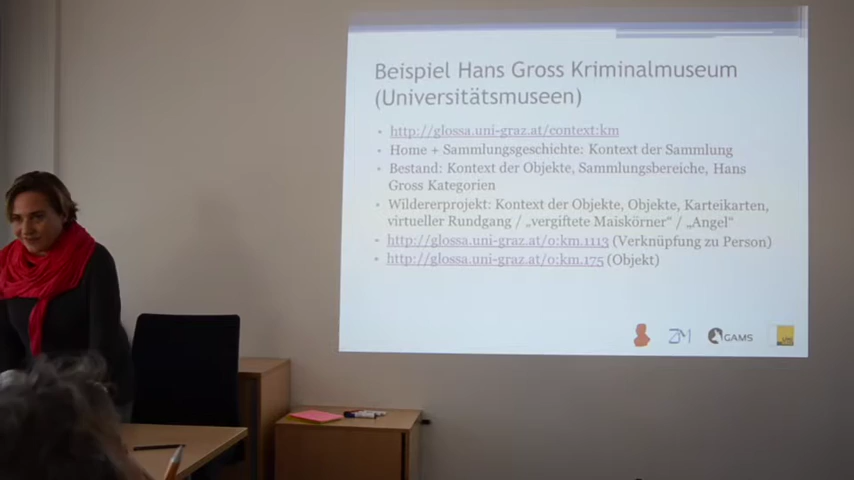 Beispiel Hans Gross Kriminalmuseum
(Universitätsmuseen)
http://glossa.uni-graz.at/context:km
Home + Sammlungsgeschichte: Kontext der Sammlung
Bestand: Kontext der Objekte, Sammlungsbereiche, Hans
Gross Kategorien
Wildererprojekt: Kontext der Objekte, Objekte, Karteikarten,
virtueller Rundgang / „vergiftete Maiskörner" / „Angel"
http://glossa.uni-graz.at/o:km.1113 (Verknüpfung zu Person)
http://glossa.uni-graz.at/o:km.175 (Objekt)
GAMS